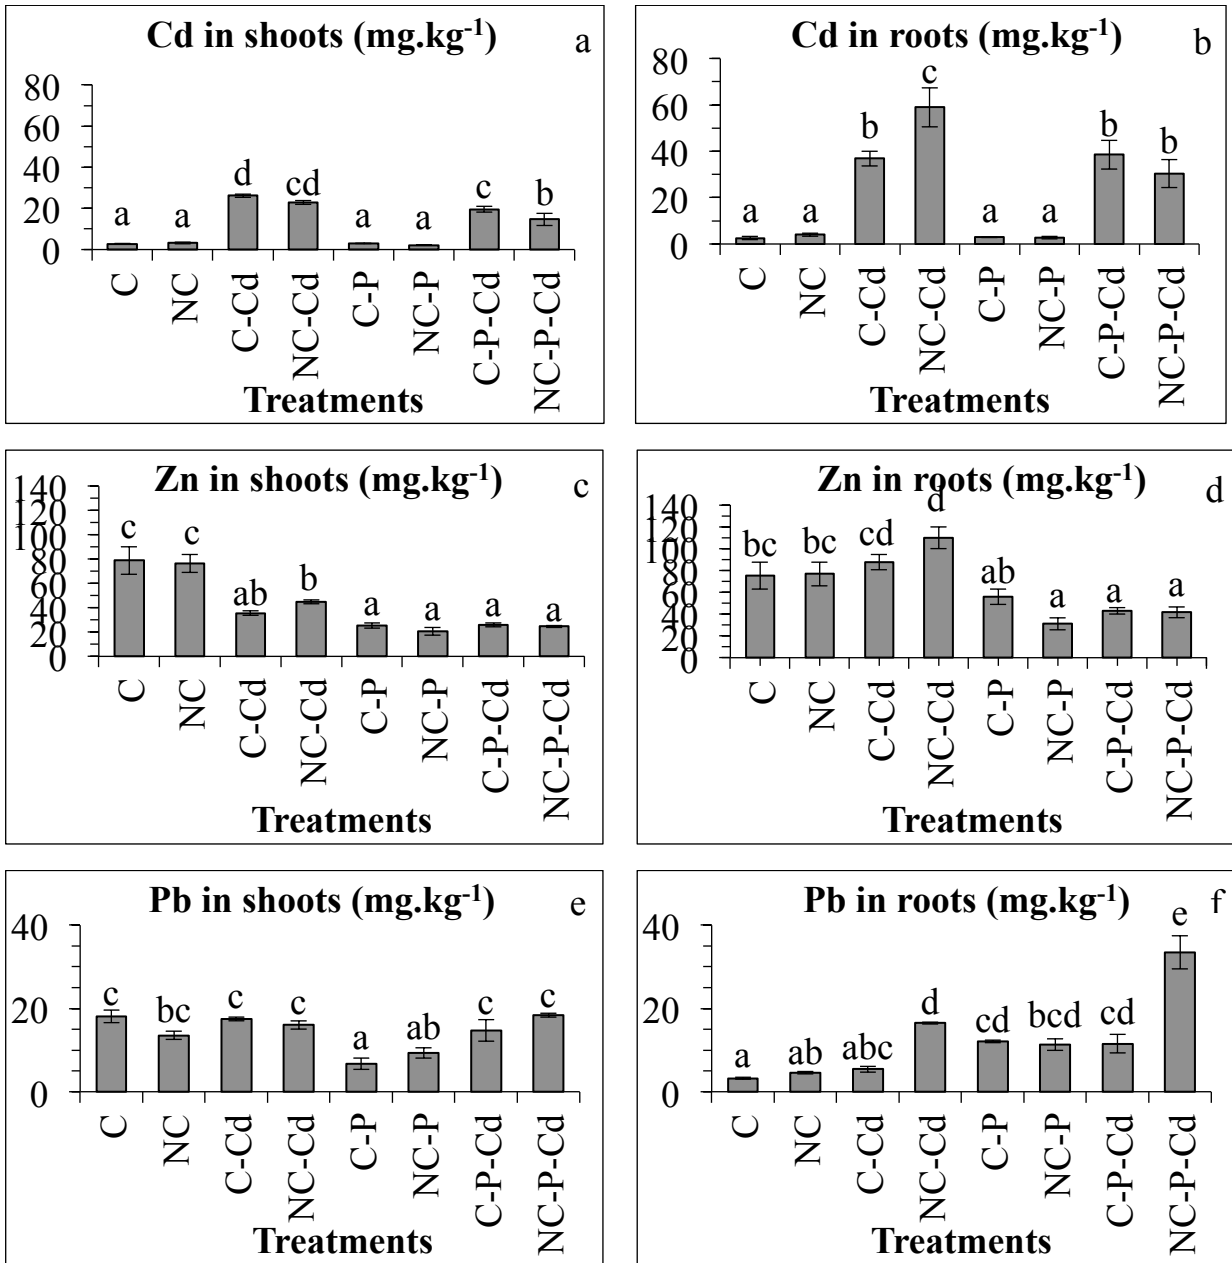 Cd in shoots (mg.kg-1) a
80
60
40
20
0
a a d cd a a c b
C NC C-Cd NC-Cd C-P NC-P C-P-Cd NC-P-Cd
Treatments
Cd in roots (mg.kg-1) b
80
60
40
20
0
a a b c a a b b
C NC C-Cd NC-Cd C-P NC-P C-P-Cd NC-P-Cd
Treatments
Zn in shoots (mg.kg-1) c
140
120
100
80
60
40
20
0
c c ab b a a a a
C NC C-Cd NC-Cd C-P NC-P C-P-Cd NC-P-Cd
Treatments
Zn in roots (mg.kg-1) d
140
120
100
80
60
40
20
0
bc bc cd d ab a a a
C NC C-Cd NC-Cd C-P NC-P C-P-Cd NC-P-Cd
Treatments
Pb in shoots (mg.kg-1) e
40
20
0
c bc c c a ab c c
C NC C-Cd NC-Cd C-P NC-P C-P-Cd NC-P-Cd
Treatments
Pb in roots (mg.kg-1) f
40
20
0
a ab abc d cd bcd cd e
C NC C-Cd NC-Cd C-P NC-P C-P-Cd NC-P-Cd
Treatments